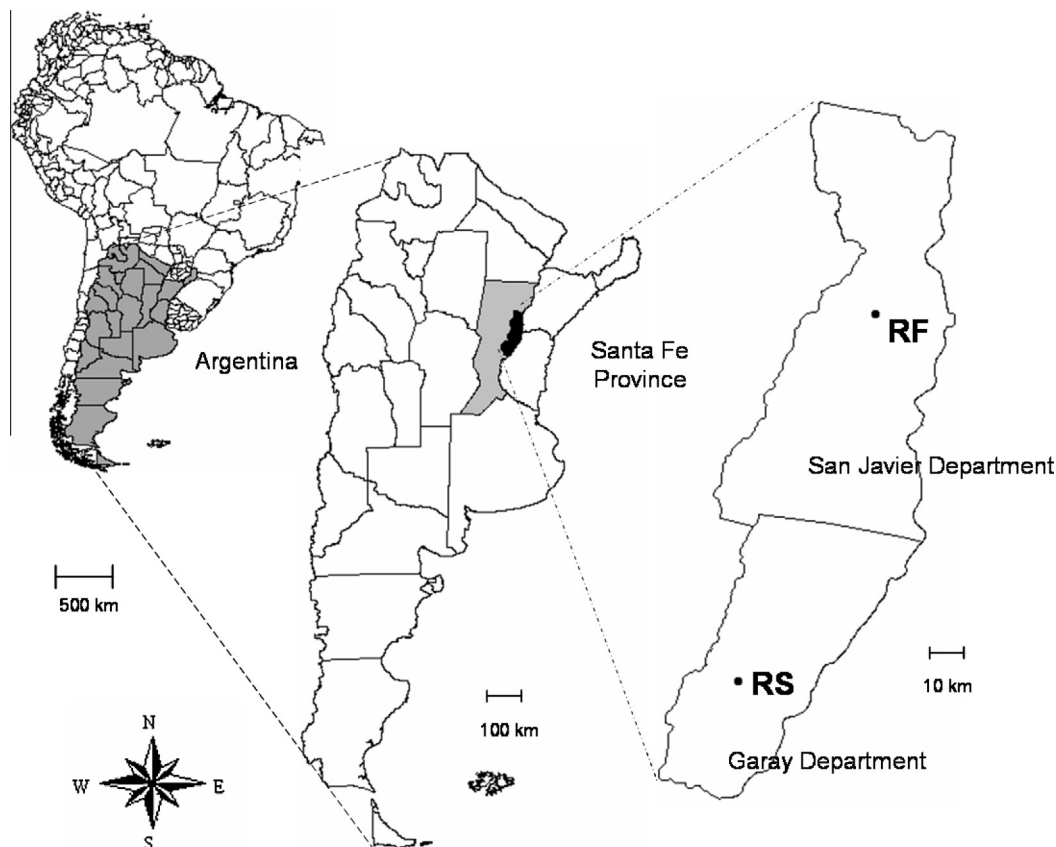 Argentina
500 km
N
W
E
S
Santa Fe
Province
100 km
RF
San Javier Department
RS
10 km
Garay Department